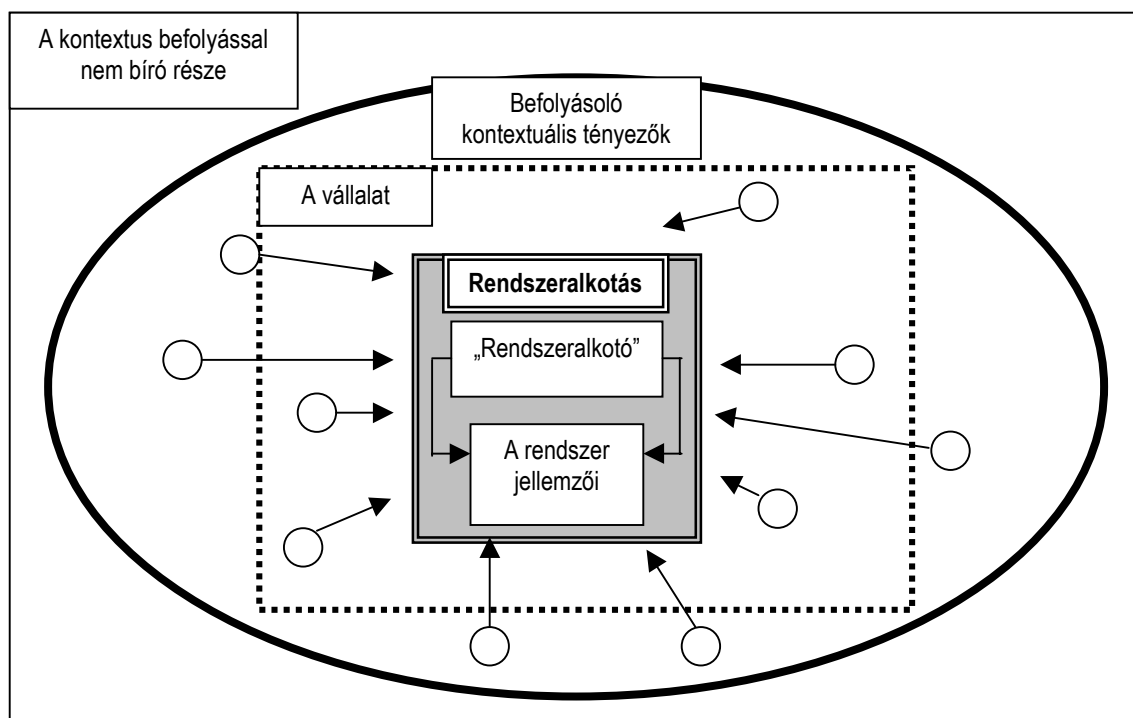 A kontextus befolyással
nem bíró része
Befolyásoló
kontextuális tényezők
A vállalat
Rendszeralkotás
„Rendszeralkotó”
A rendszer
jellemzői